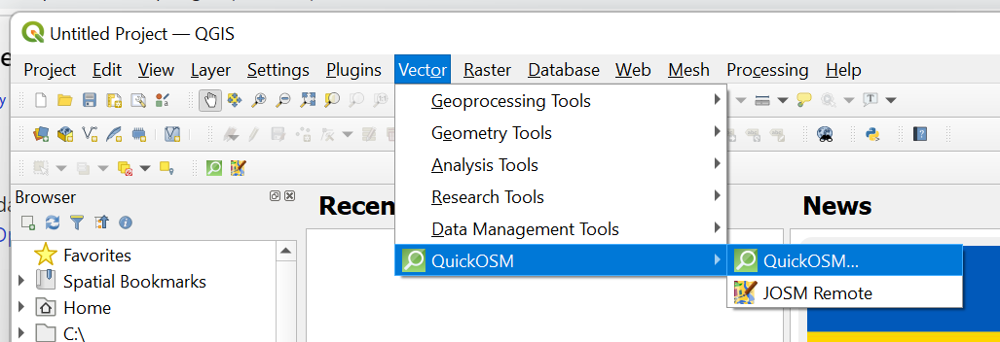 Untitled Project — QGIS
Project Edit View Layer Settings Plugins Vector Raster Database Web Mesh Processing Help
Geoprocessing Tools
Geometry Tools
Analysis Tools
Research Tools
Data Management Tools
QuickOSM
QuickOSM...
JOSM Remote
Browser
Recen
News
Favorites
Spatial Bookmarks
Home
C:\